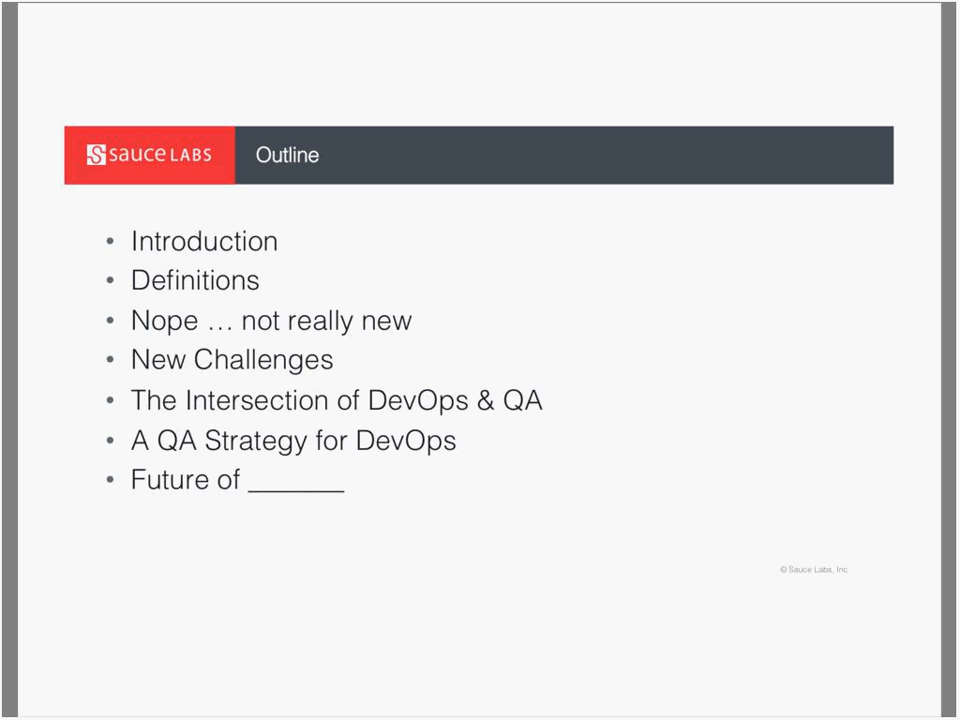 sauce LABS
Outline
• Introduction
• Definitions
• Nope … not really new
• New Challenges
• The Intersection of DevOps & QA
• A QA Strategy for DevOps
• Future of _______
© Sauce Labs, Inc.